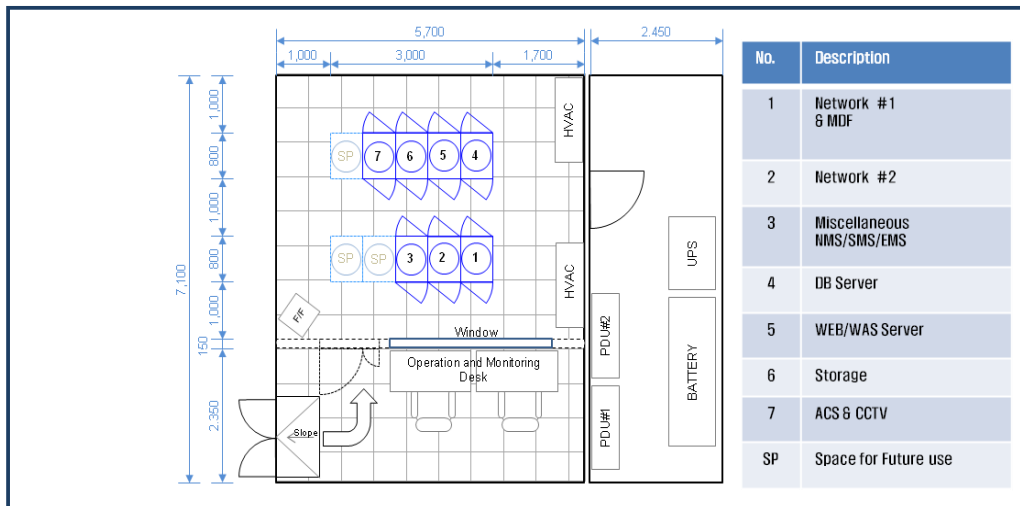 5,700
2.450
1,000
3,000
1,700
7,100
1,000
800
1,000
800
1,000
150
2.350
HVAC
SP
7
6
5
4
SP
SP
3
2
1
HVAC
UPS
F/F
Window
Operation and Monitoring
Desk
PDU#2
PDU#1
BATTERY
Slope
No.
Description
1
Network #1
& MDF
2
Network #2
3
Miscellaneous
NMS/SMS/EMS
4
DB Server
5
WEB/WAS Server
6
Storage
7
ACS & CCTV
SP
Space for Future use